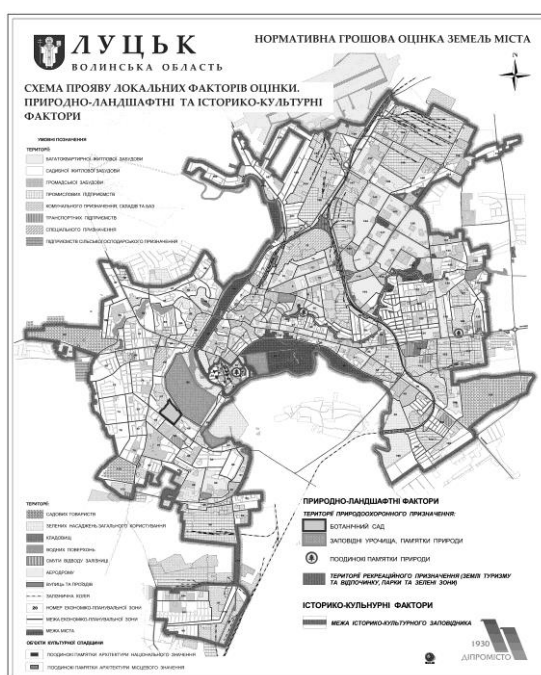 ЛУЦЬК
ВОЛИНСЬКА ОБЛАСТЬ
НОРМАТИВНА ГРОШОВА ОЦІНКА ЗЕМЕЛЬ МІСТА
СХЕМА ПРОЯВУ ЛОКАЛЬНИХ ФАКТОРІВ ОЦІНКИ.
ПРИРОДНО-ЛАНДШАФТНІ ТА ІСТОРИКО-КУЛЬТУРНІ
ФАКТОРИ
УМОВНІ ПОЗНАЧЕННЯ
ТЕРИТОРІЇ:
БАГАТОКВАРТИРНОЇ ЖИТЛОВОЇ ЗАБУДОВИ
САДИБНОЇ ЖИТЛОВОЇ ЗАБУДОВИ
ГРОМАДСЬКОЇ ЗАБУДОВИ
ПРОМИСЛОВИХ ПІДПРИЄМСТВ
КОМУНАЛЬНОГО ПРИЗНАЧЕННЯ, СКЛАДІВ ТА БАЗ
ТРАНСПОРТНИХ ПІДПРИЄМСТВ
СПЕЦІАЛЬНОГО ПРИЗНАЧЕННЯ
ПІДПРИЄМСТВ СІЛЬСЬКОГОСПОДАРСЬКОГО ПРИЗНАЧЕННЯ
ТЕРИТОРІЇ:
САДОВИХ ТОВАРИСТВ
ЗЕЛЕНИХ НАСАДЖЕНЬ ЗАГАЛЬНОГО КОРИСТУВАННЯ
КЛАДОВИЩ
ВОДНИХ ПОВЕРХОНЬ
СМУГИ ВІДВОДУ ЗАЛІЗНИЦІ
АЕРОДРОМУ
ВУЛИЦЬ ТА ПРОЇЗДІВ
ЗАЛІЗНИЧНА КОЛІЯ
20 НОМЕР ЕКОНОМІКО-ПЛАНУВАЛЬНОЇ ЗОНИ
МЕЖА ЕКОНОМІКО-ПЛАНУВАЛЬНОЇ ЗОНИ
МЕЖА МІСТА
ОБ'ЄКТИ КУЛЬТУРНОЇ СПАДЩИНИ
ПООДИНОКІ ПАМ'ЯТКИ АРХІТЕКТУРИ НАЦІОНАЛЬНОГО ЗНАЧЕННЯ
ПООДИНОКІ ПАМ'ЯТКИ АРХІТЕКТУРИ МІСЦЕВОГО ЗНАЧЕННЯ
ПРИРОДНО-ЛАНДШАФТНІ ФАКТОРИ
ТЕРИТОРІЇ ПРИРОДООХОРОННОГО ПРИЗНАЧЕННЯ:
БОТАНІЧНИЙ САД
ЗАПОВІДНІ УРОЧИЩА, ПАМ'ЯТКИ ПРИРОДИ
ПООДИНОКІ ПАМ'ЯТКИ ПРИРОДИ
ТЕРИТОРІЇ РЕКРЕАЦІЙНОГО ПРИЗНАЧЕННЯ (ЗЕМЛІ ТУРИЗМУ
ТА ВІДПОЧИНКУ, ПАРКИ ТА ЗЕЛЕНІ ЗОНИ)
ІСТОРИКО-КУЛЬНУРНІ ФАКТОРИ
МЕЖА ІСТОРИКО-КУЛЬТУРНОГО ЗАПОВІДНИКА
1930
ДІПРОМІСТО